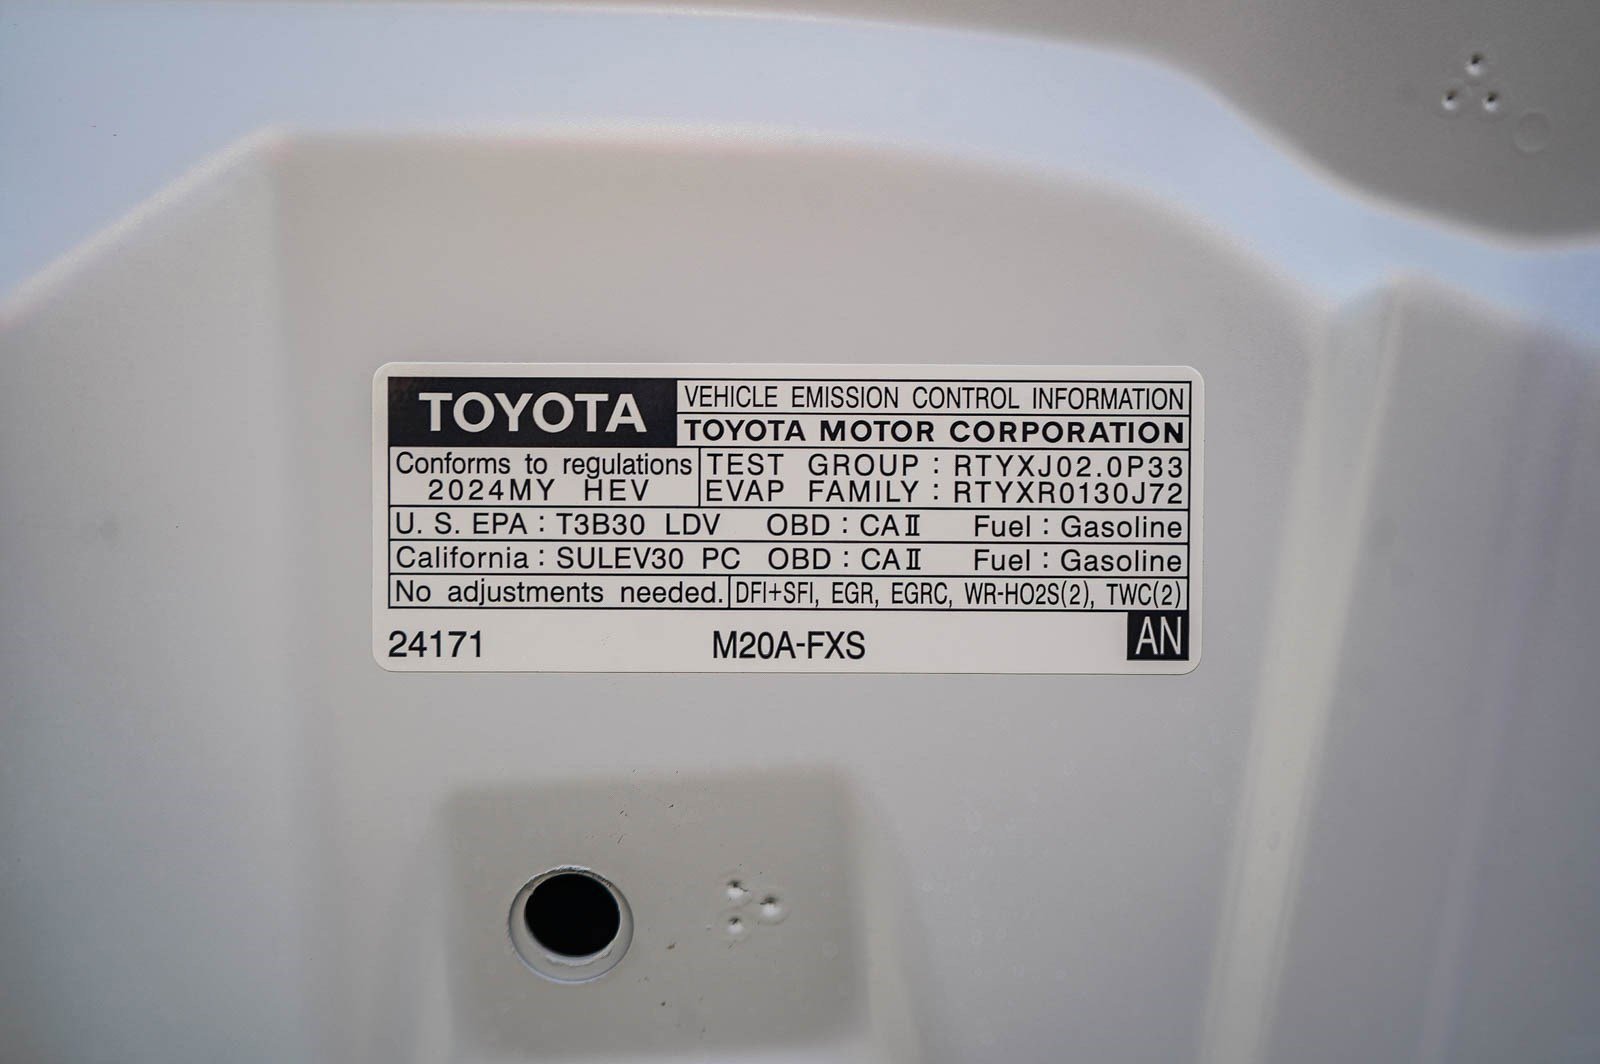 TOYOTA
VEHICLE EMISSION CONTROL INFORMATION
TOYOTA MOTOR CORPORATION
Conforms to regulations
2024MY HEV
TEST GROUP : RTYXJ02.0P33
EVAP FAMILY : RTYXR0130J72
U. S. EPA : T3B30 LDV OBD : CAⅡ Fuel : Gasoline
California : SULEV30 PC OBD : CAⅡ Fuel : Gasoline
No adjustments needed. DFI+SFI, EGR, EGRC, WR-HO2S(2), TWC(2)
24171 M20A-FXS AN